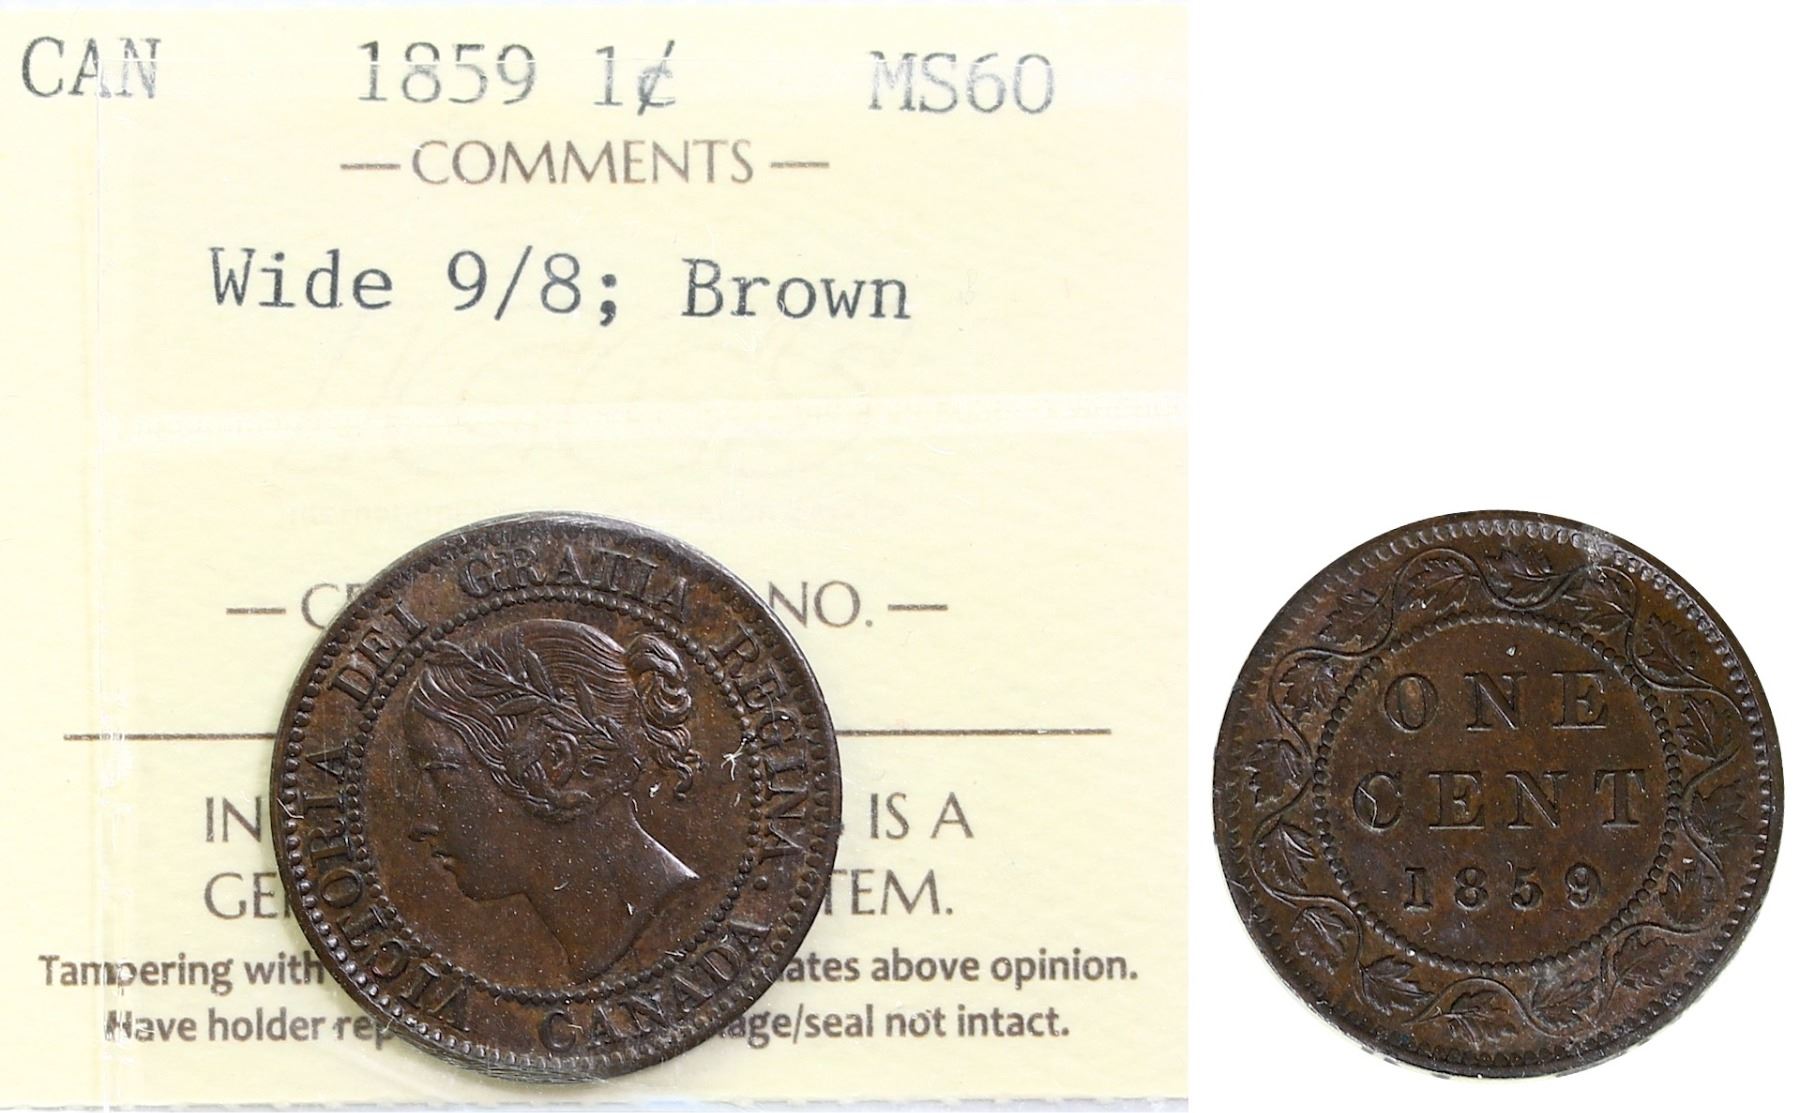 CAN 1859 1¢ MS60
— COMMENTS —
Wide 9/8; Brown
NO. —
IN IS A
GE TEM.
Tampering with ates above opinion.
Have holder rep age/seal not intact.
VICTORIA DEI GRATIA REGINA.
CANADA
ONE
CENT
1859